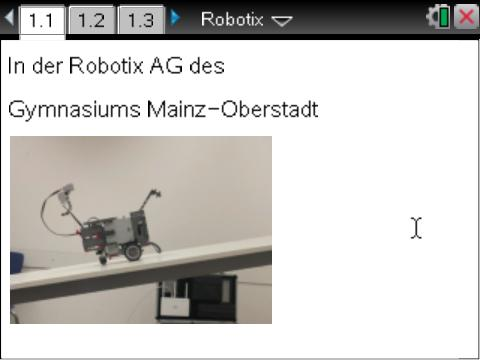 1.1 1.2 1.3 Robotix
In der Robotix AG des
Gymnasiums Mainz-Oberstadt